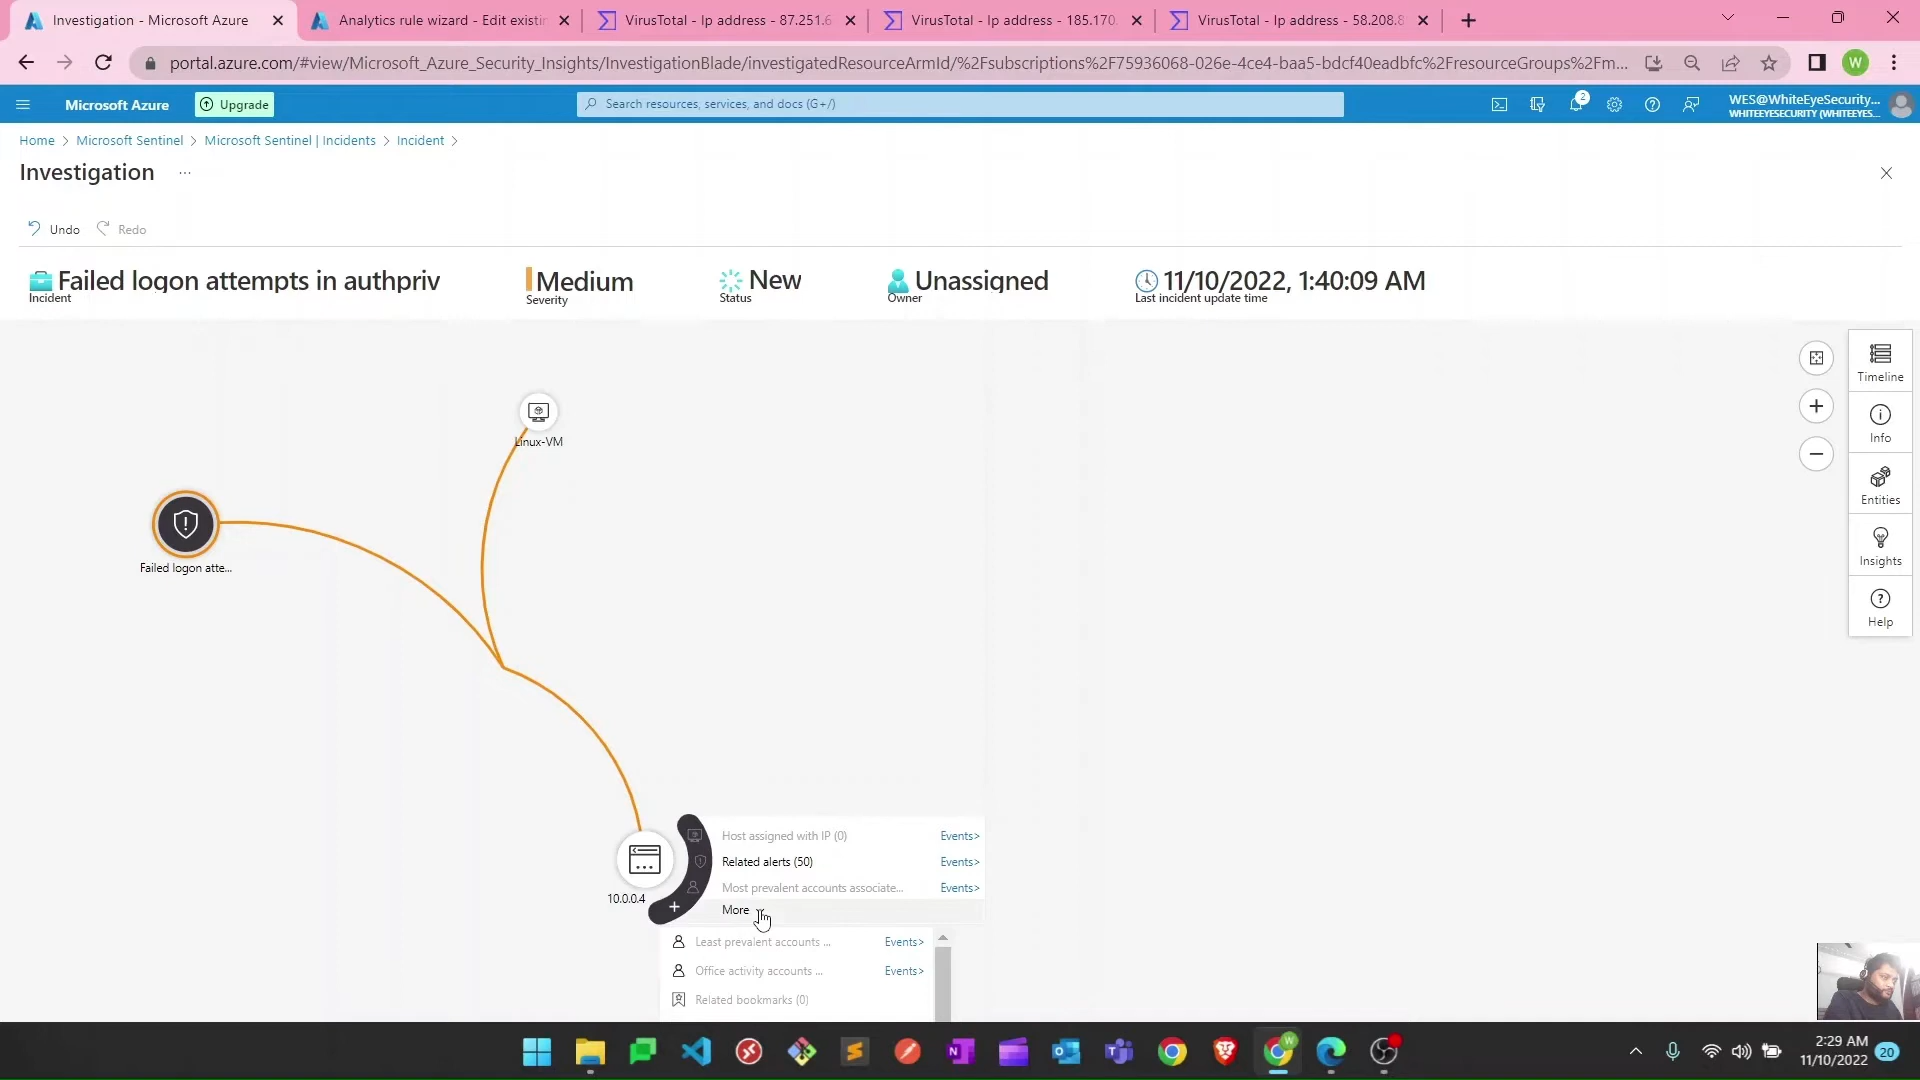 Investigation - Microsoft Azure
Analytics rule wizard - Edit existin
VirusTotal - Ip address - 87.251.6
VirusTotal - Ip address - 185.170.
VirusTotal - Ip address - 58.208.8
portal.azure.com/#view/Microsoft_Azure_Security_Insights/InvestigationBlade/investigatedResourceArmId/%2Fsubscriptions%2F75936068-026e-4ce4-baa5-bdcf40eadbfc%2FresourceGroups%2Fm...
W
Microsoft Azure
Upgrade
Search resources, services, and docs (G+/)
2
WES@WhiteEyeSecurity...
WHITEEYESECURITY (WHITEEYES...
Home > Microsoft Sentinel > Microsoft Sentinel | Incidents > Incident >
Investigation ...
Undo
Redo
Failed logon attempts in authpriv
Incident
Medium
Severity
New
Status
Unassigned
Owner
11/10/2022, 1:40:09 AM
Last incident update time
Timeline
Info
Entities
Insights
Help
Linux-VM
Failed logon atte...
10.0.0.4
Host assigned with IP (0) Events>
Related alerts (50) Events>
Most prevalent accounts associate... Events>
More
Least prevalent accounts ... Events>
Office activity accounts ... Events>
Related bookmarks (0)
2:29 AM
11/10/2022
20